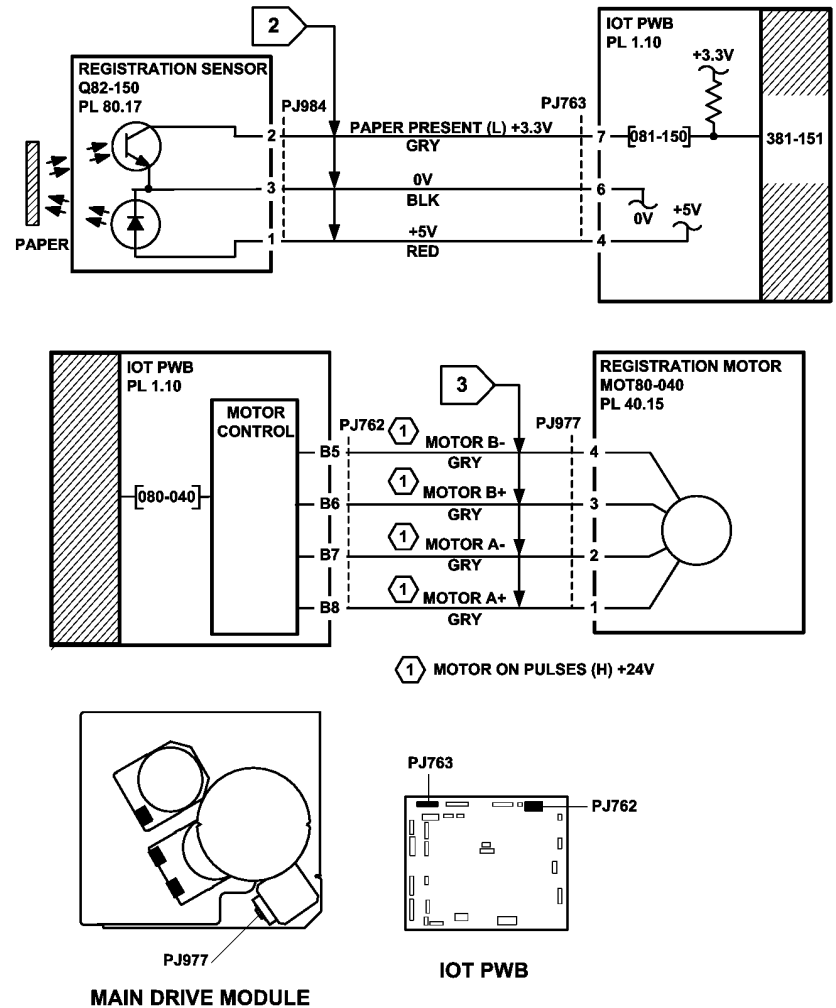 2
REGISTRATION SENSOR
Q82-150
PL 80.17
PJ984
PJ763
IOT PWB
PL 1.10
+3.3V
2
PAPER PRESENT (L) +3.3V
GRY
7
081-150
381-151
3
0V
BLK
6
0V
+5V
1
+5V
RED
4
PAPER
IOT PWB
PL 1.10
MOTOR
CONTROL
080-040
3
PJ762
PJ977
REGISTRATION MOTOR
MOT80-040
PL 40.15
B5
1
MOTOR B-
GRY
4
B6
1
MOTOR B+
GRY
3
B7
1
MOTOR A-
GRY
2
B8
1
MOTOR A+
GRY
1
1 MOTOR ON PULSES (H) +24V
PJ763
PJ762
PJ977
IOT PWB
MAIN DRIVE MODULE